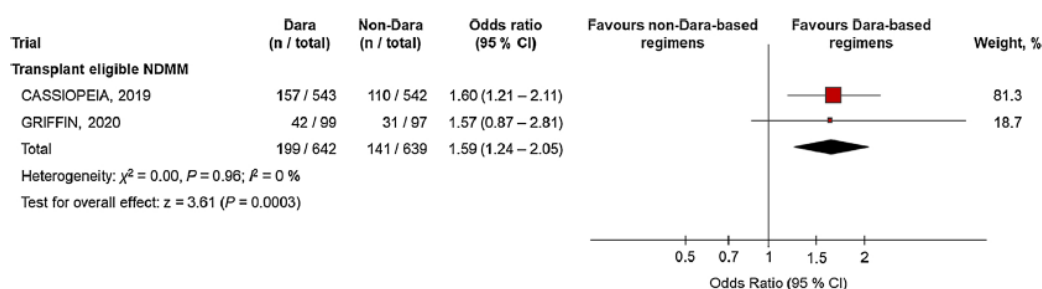 Trial Dara (n / total) Non-Dara (n / total) Odds ratio (95 % CI) Favours non-Dara-based regimens Favours Dara-based regimens Weight, %
Transplant eligible NDMM
CASSIOPEIA, 2019 157 / 543 110 / 542 1.60 (1.21 – 2.11) 81.3
GRIFFIN, 2020 42 / 99 31 / 97 1.57 (0.87 – 2.81) 18.7
Total 199 / 642 141 / 639 1.59 (1.24 – 2.05)
Heterogeneity: χ² = 0.00, P = 0.96; I² = 0 %
Test for overall effect: z = 3.61 (P = 0.0003)
0.5 0.7 1 1.5 2
Odds Ratio (95 % CI)